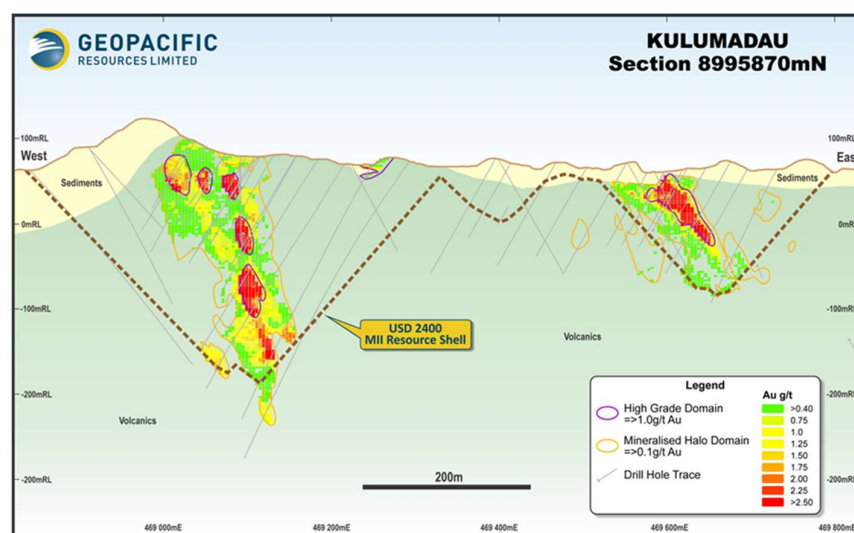 GEOPACIFIC
RESOURCES LIMITED
KULUMADAU
Section 8995870mN
100mRL
100mRL
West
Eas
Sediments
Sediments
0mRL
0mRL
-100mRL
-100mRL
USD 2400
MII Resource Shell
Volcanics
-200mRL
-200mRL
Volcanics
Legend
High Grade Domain
=>1.0g/t Au
Mineralised Halo Domain
=>0.1g/t Au
Drill Hole Trace
Au g/t
>0.40
0.75
1.0
1.25
1.50
1.75
2.00
2.25
>2.50
200m
-200mRL
-200mRL
469 000mE
469 200mE
469 400mE
469 600mE
469 800mE